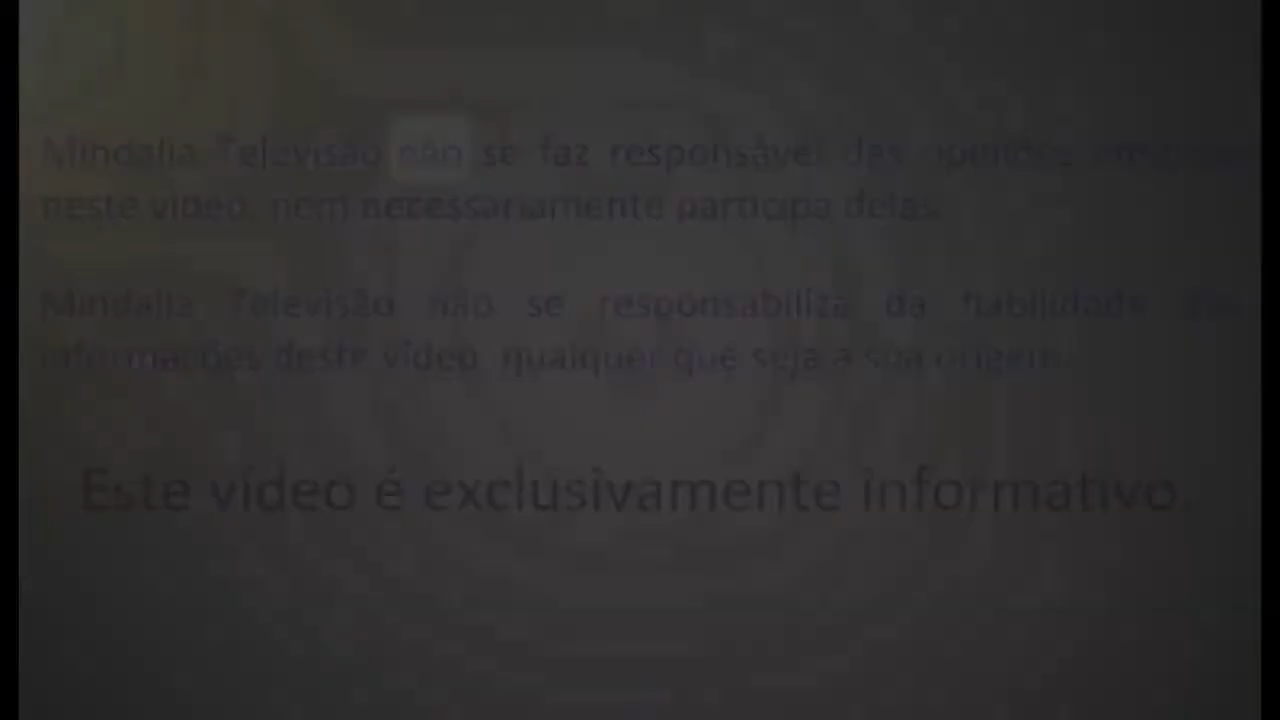 Mindalia Televisão não se faz responsável das opiniões
neste vídeo, nem necessariamente participa delas.
Mindalia Televisão não se responsabiliza da fiabilidade das
informações deste vídeo, qualquer que seja a sua origem.
Este vídeo é exclusivamente informativo.